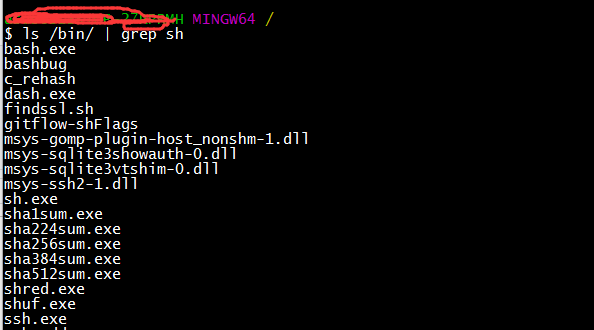 MINGW64 /
$ ls /bin/ | grep sh
bash.exe
bashbug
c_rehash
dash.exe
findssl.sh
gitflow-shFlags
msys-gomp-plugin-host_nonshm-1.dll
msys-sqlite3showauth-0.dll
msys-sqlite3vtshim-0.dll
msys-ssh2-1.dll
sh.exe
sha1sum.exe
sha224sum.exe
sha256sum.exe
sha384sum.exe
sha512sum.exe
shred.exe
shuf.exe
ssh.exe